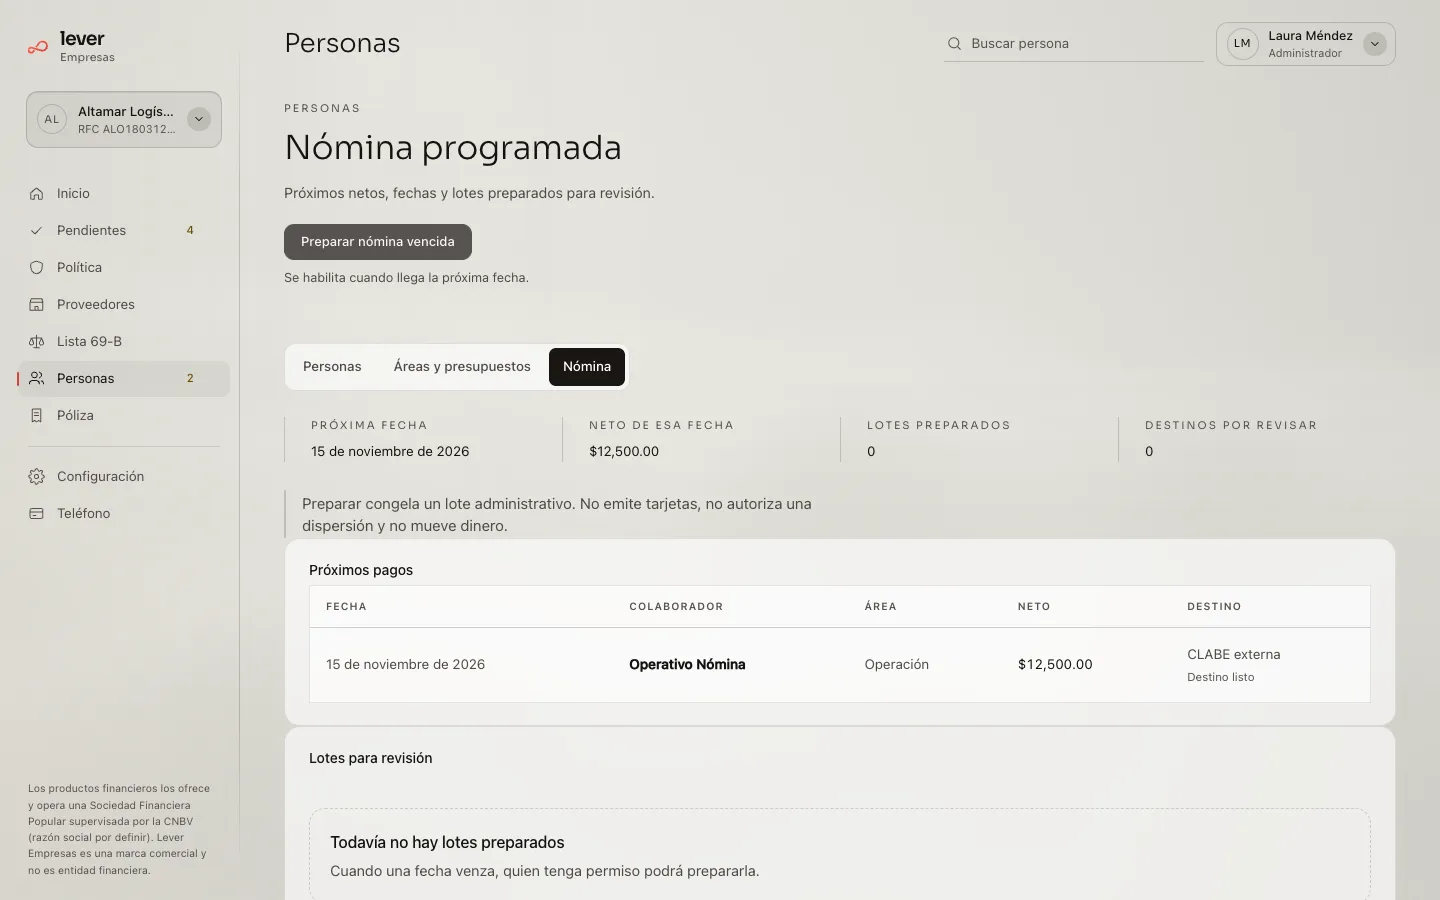 lever
Empresas
Personas
Buscar persona
LM
Laura Méndez
Administrador
AL
Altamar Logís...
RFC ALO180312...
Inicio
Pendientes 4
Política
Proveedores
Lista 69-B
Personas 2
Póliza
Configuración
Teléfono
Los productos financieros los ofrece
y opera una Sociedad Financiera
Popular supervisada por la CNBV
(razón social por definir). Lever
Empresas es una marca comercial y
no es entidad financiera.
PERSONAS
Nómina programada
Próximos netos, fechas y lotes preparados para revisión.
Preparar nómina vencida
Se habilita cuando llega la próxima fecha.
Personas Áreas y presupuestos Nómina
PRÓXIMA FECHA NETO DE ESA FECHA LOTES PREPARADOS DESTINOS POR REVISAR
15 de noviembre de 2026 $12,500.00 0 0
Preparar congela un lote administrativo. No emite tarjetas, no autoriza una
dispersión y no mueve dinero.
Próximos pagos
FECHA COLABORADOR ÁREA NETO DESTINO
15 de noviembre de 2026 Operativo Nómina Operación $12,500.00 CLABE externa
Destino listo
Lotes para revisión
Todavía no hay lotes preparados
Cuando una fecha venza, quien tenga permiso podrá prepararla.